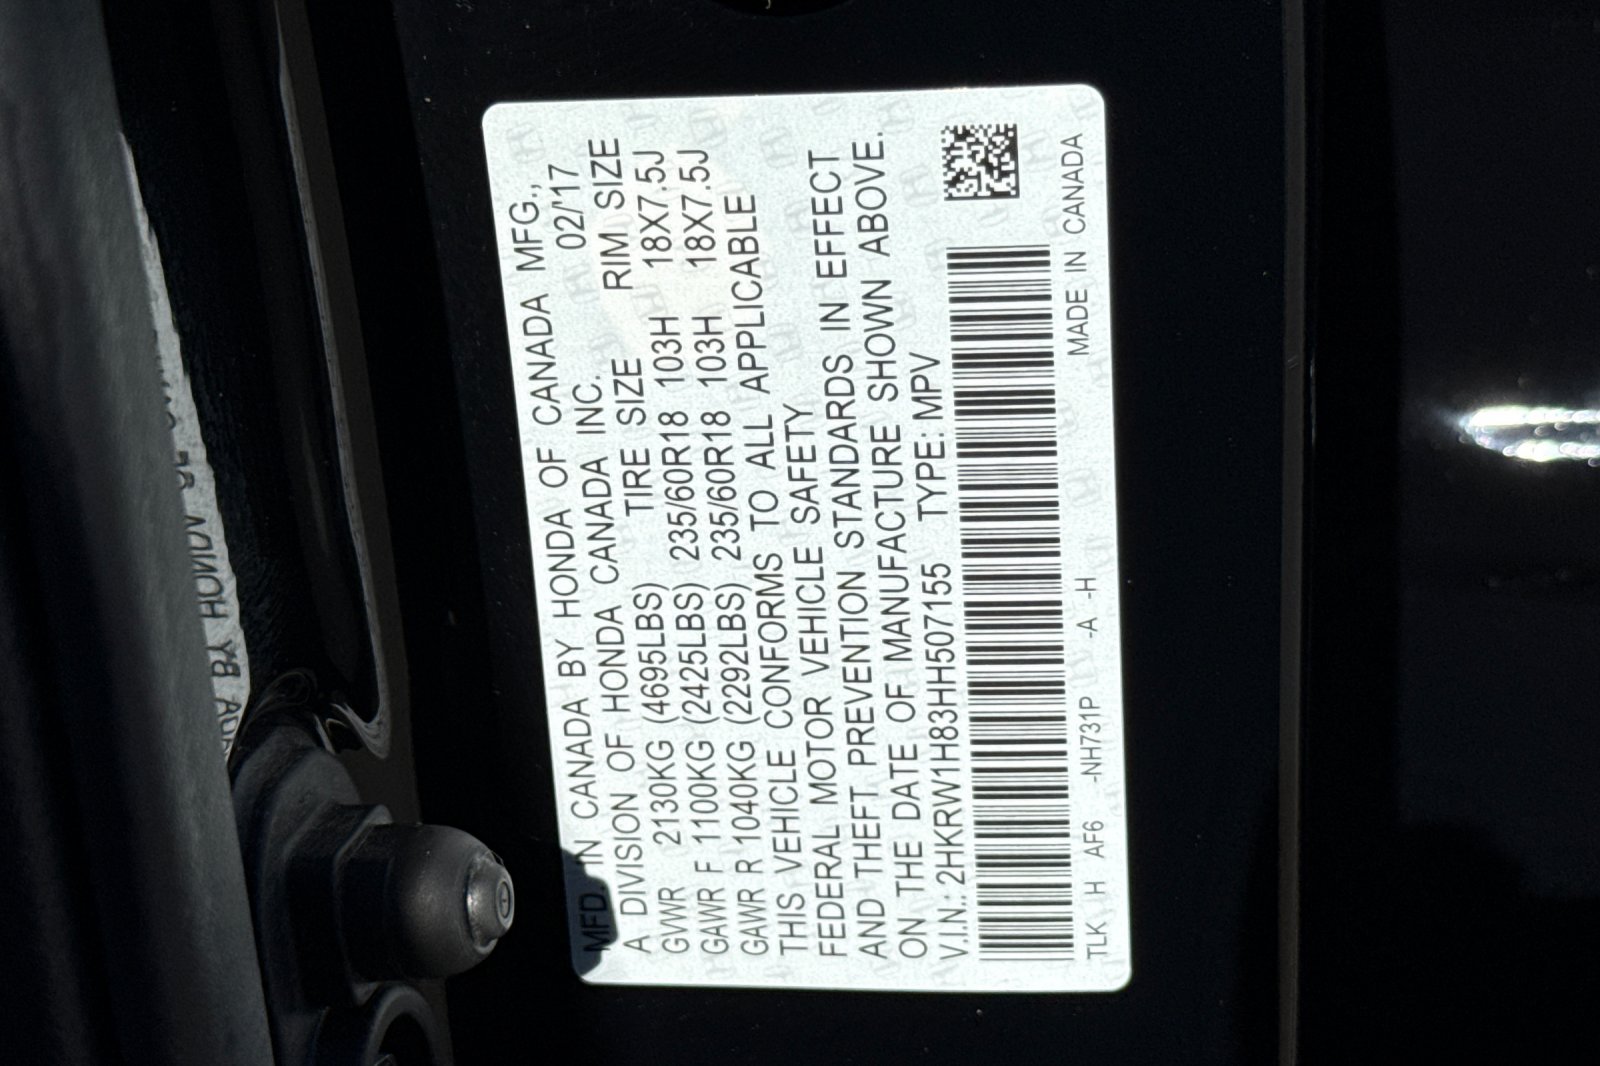 MFD. IN CANADA BY HONDA OF CANADA MFG.,
A DIVISION OF HONDA CANADA INC. 02/'17
GVWR 2130KG (4695LBS) TIRE SIZE RIM SIZE
GAWR F 1100KG (2425LBS) 235/60R18 103H 18X7.5J
GAWR R 1040KG (2292LBS) 235/60R18 103H 18X7.5J
THIS VEHICLE CONFORMS TO ALL APPLICABLE
FEDERAL MOTOR VEHICLE SAFETY
AND THEFT PREVENTION STANDARDS IN EFFECT
ON THE DATE OF MANUFACTURE SHOWN ABOVE.
V.I.N.: 2HKRW1H83HH507155 TYPE: MPV
TLK H AF6 -NH731P -A -H MADE IN CANADA